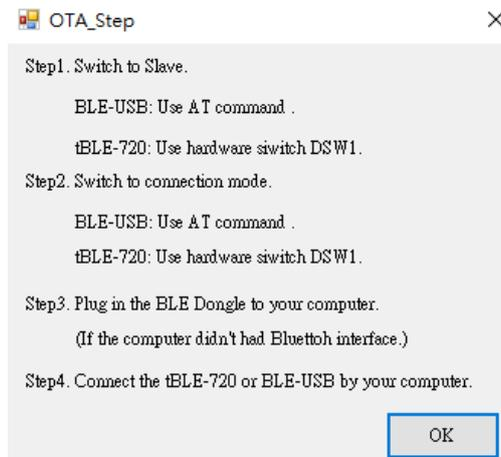 OTA_Step
Step1. Switch to Slave.
BLE-USB: Use AT command .
tBLE-720: Use hardware siwitch DSW1.
Step2. Switch to connection mode.
BLE-USB: Use AT command .
tBLE-720: Use hardware siwitch DSW1.
Step3. Plug in the BLE Dongle to your computer.
(If the computer didn't had Bluettoh interface.)
Step4. Connect the tBLE-720 or BLE-USB by your computer.
OK